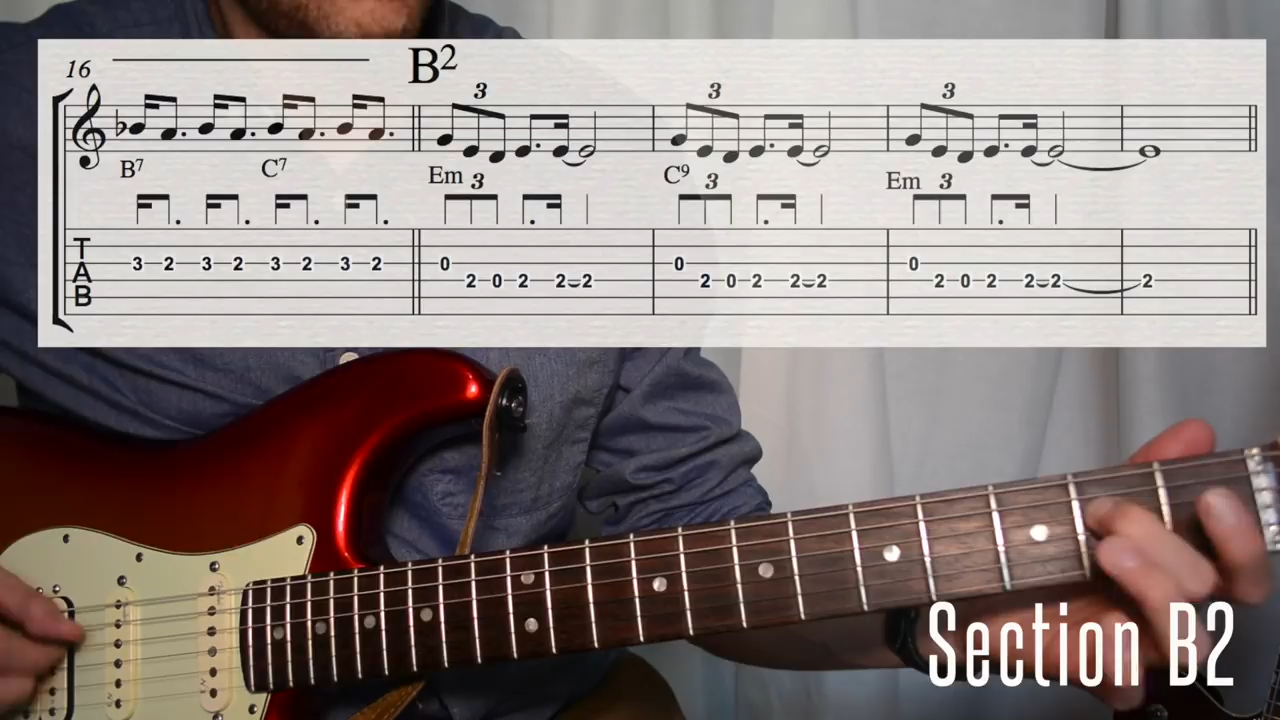 16 B²
3 3 3
B⁷ C⁷ Em 3 C⁹ 3 Em 3
T A B
3 2 3 2 3 2 3 2 0 2 0 2 2 2 0 2 0 2 2 2 0 2 0 2 2 2 2
Section B2